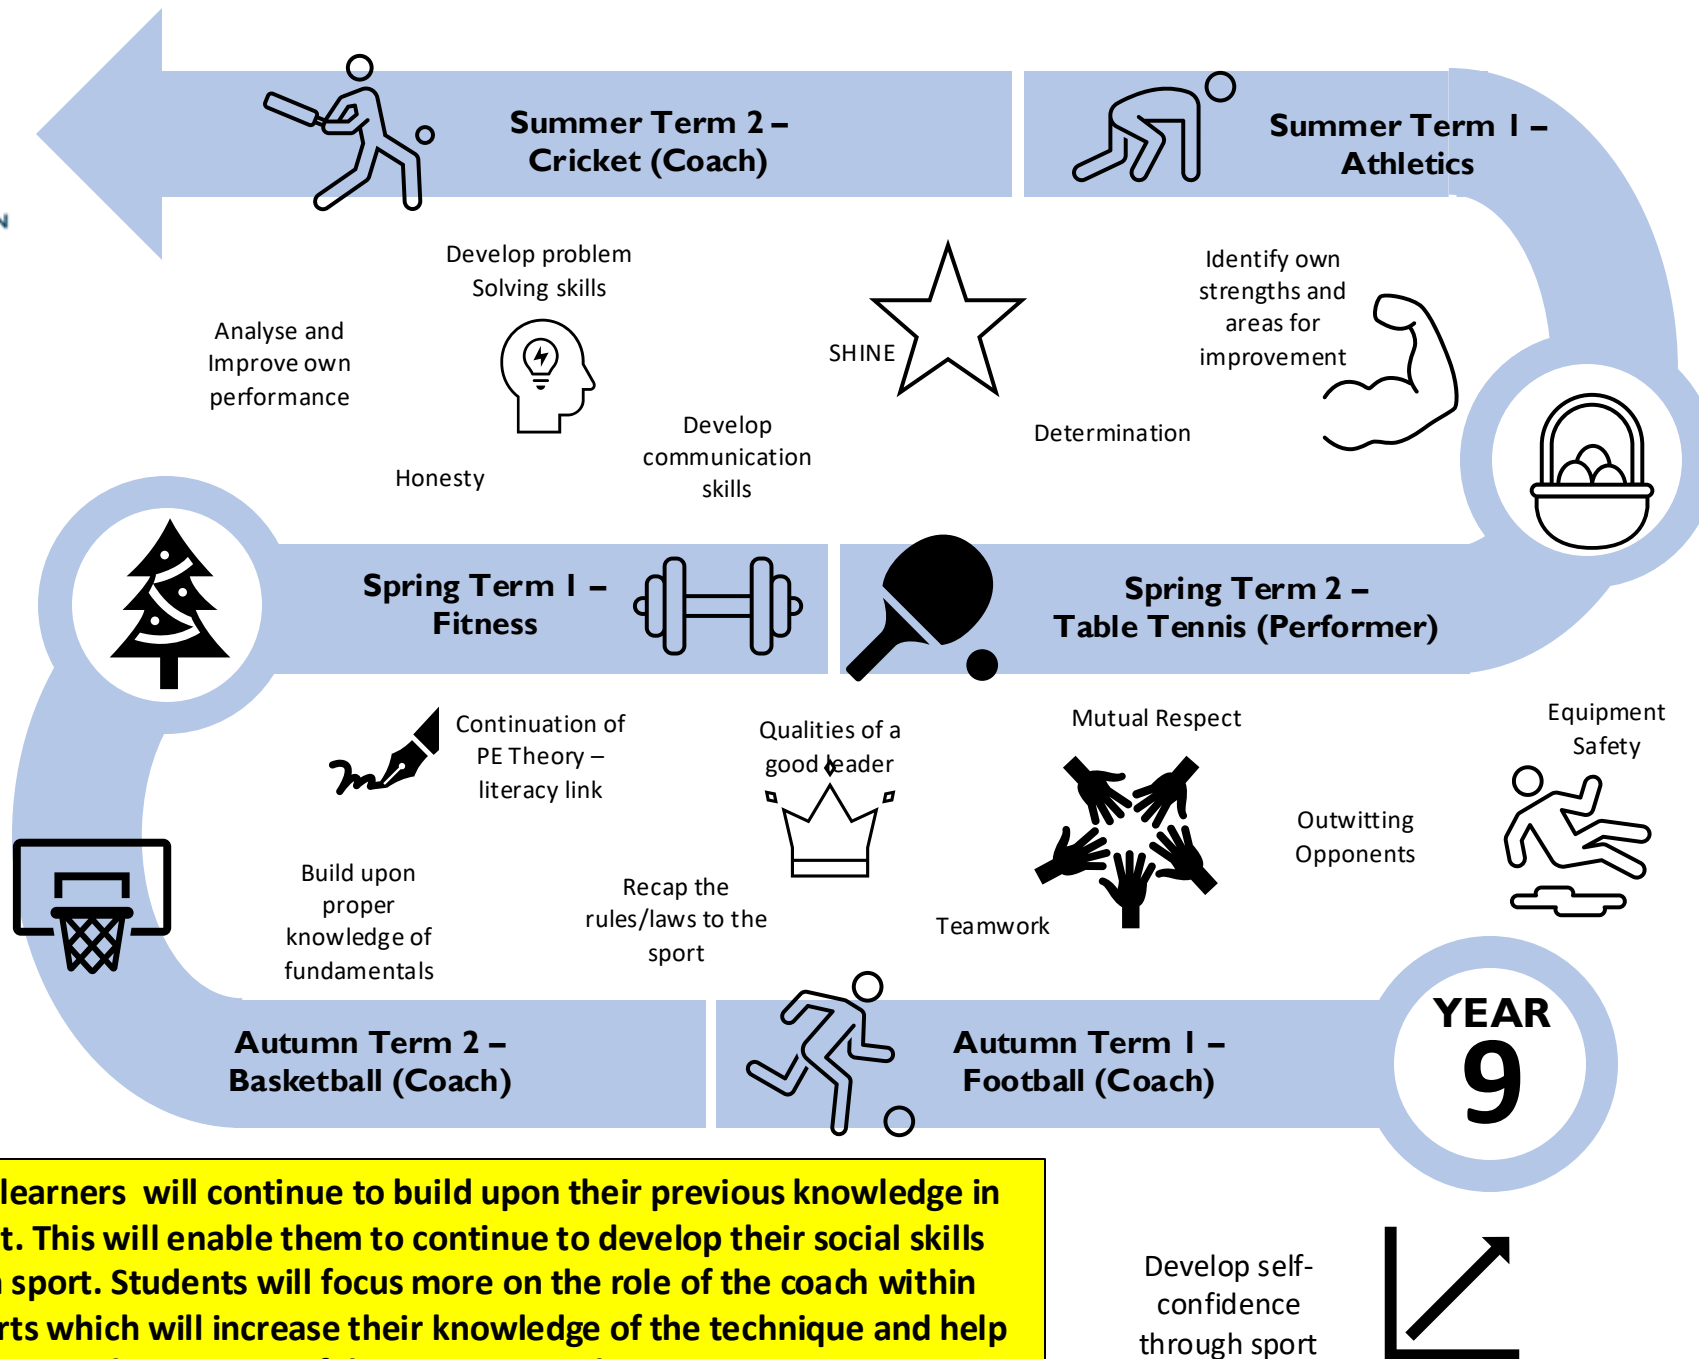 Summer Term 2 –
Cricket (Coach)
Summer Term 1 –
Athletics
N
Develop problem
Solving skills
Analyse and
Improve own
performance
Honesty
Develop
communication
skills
SHINE
Determination
Identify own
strengths and
areas for
improvement
Spring Term 1 –
Fitness
Spring Term 2 –
Table Tennis (Performer)
Continuation of
PE Theory –
literacy link
Qualities of a
good leader
Mutual Respect
Equipment
Safety
Outwitting
Opponents
Build upon
proper
knowledge of
fundamentals
Recap the
rules/laws to the
sport
Teamwork
Autumn Term 2 –
Basketball (Coach)
Autumn Term 1 –
Football (Coach)
YEAR
9
learners will continue to build upon their previous knowledge in
t. This will enable them to continue to develop their social skills
sport. Students will focus more on the role of the coach within
rts which will increase their knowledge of the technique and help
Develop self-
confidence
through sport